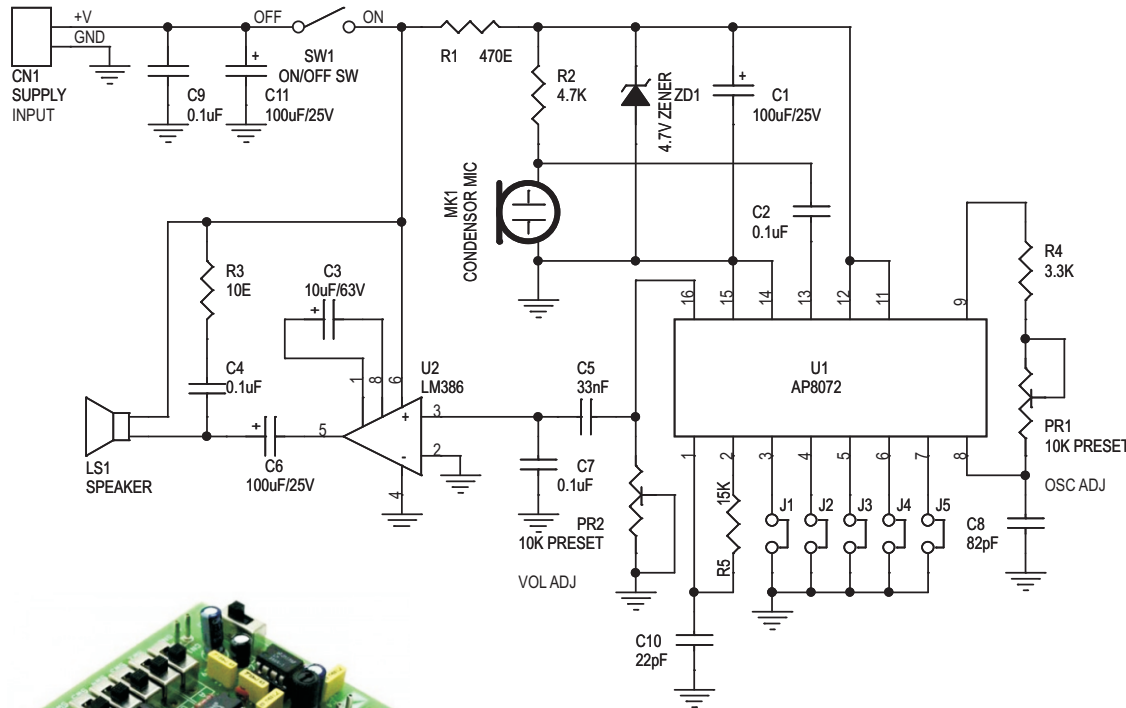 +V
GND
CN1
SUPPLY
INPUT
C9
0.1uF
C11
100uF/25V
OFF
ON
SW1
ON/OFF SW
R1 470E
R2
4.7K
ZD1
4.7V ZENER
C1
100uF/25V
MK1
CONDENSOR MIC
C2
0.1uF
R3
10E
C3
10uF/63V
C4
0.1uF
U2
LM386
1
8
6
+
3
-
2
5
4
LS1
SPEAKER
C6
100uF/25V
C5
33nF
C7
0.1uF
PR2
10K PRESET
VOL ADJ
16
15
14
13
12
11
9
U1
AP8072
1
2
3
4
5
6
7
8
R4
3.3K
PR1
10K PRESET
OSC ADJ
C8
82pF
15K
R5
J1
J2
J3
J4
J5
C10
22pF
+
+
+
+